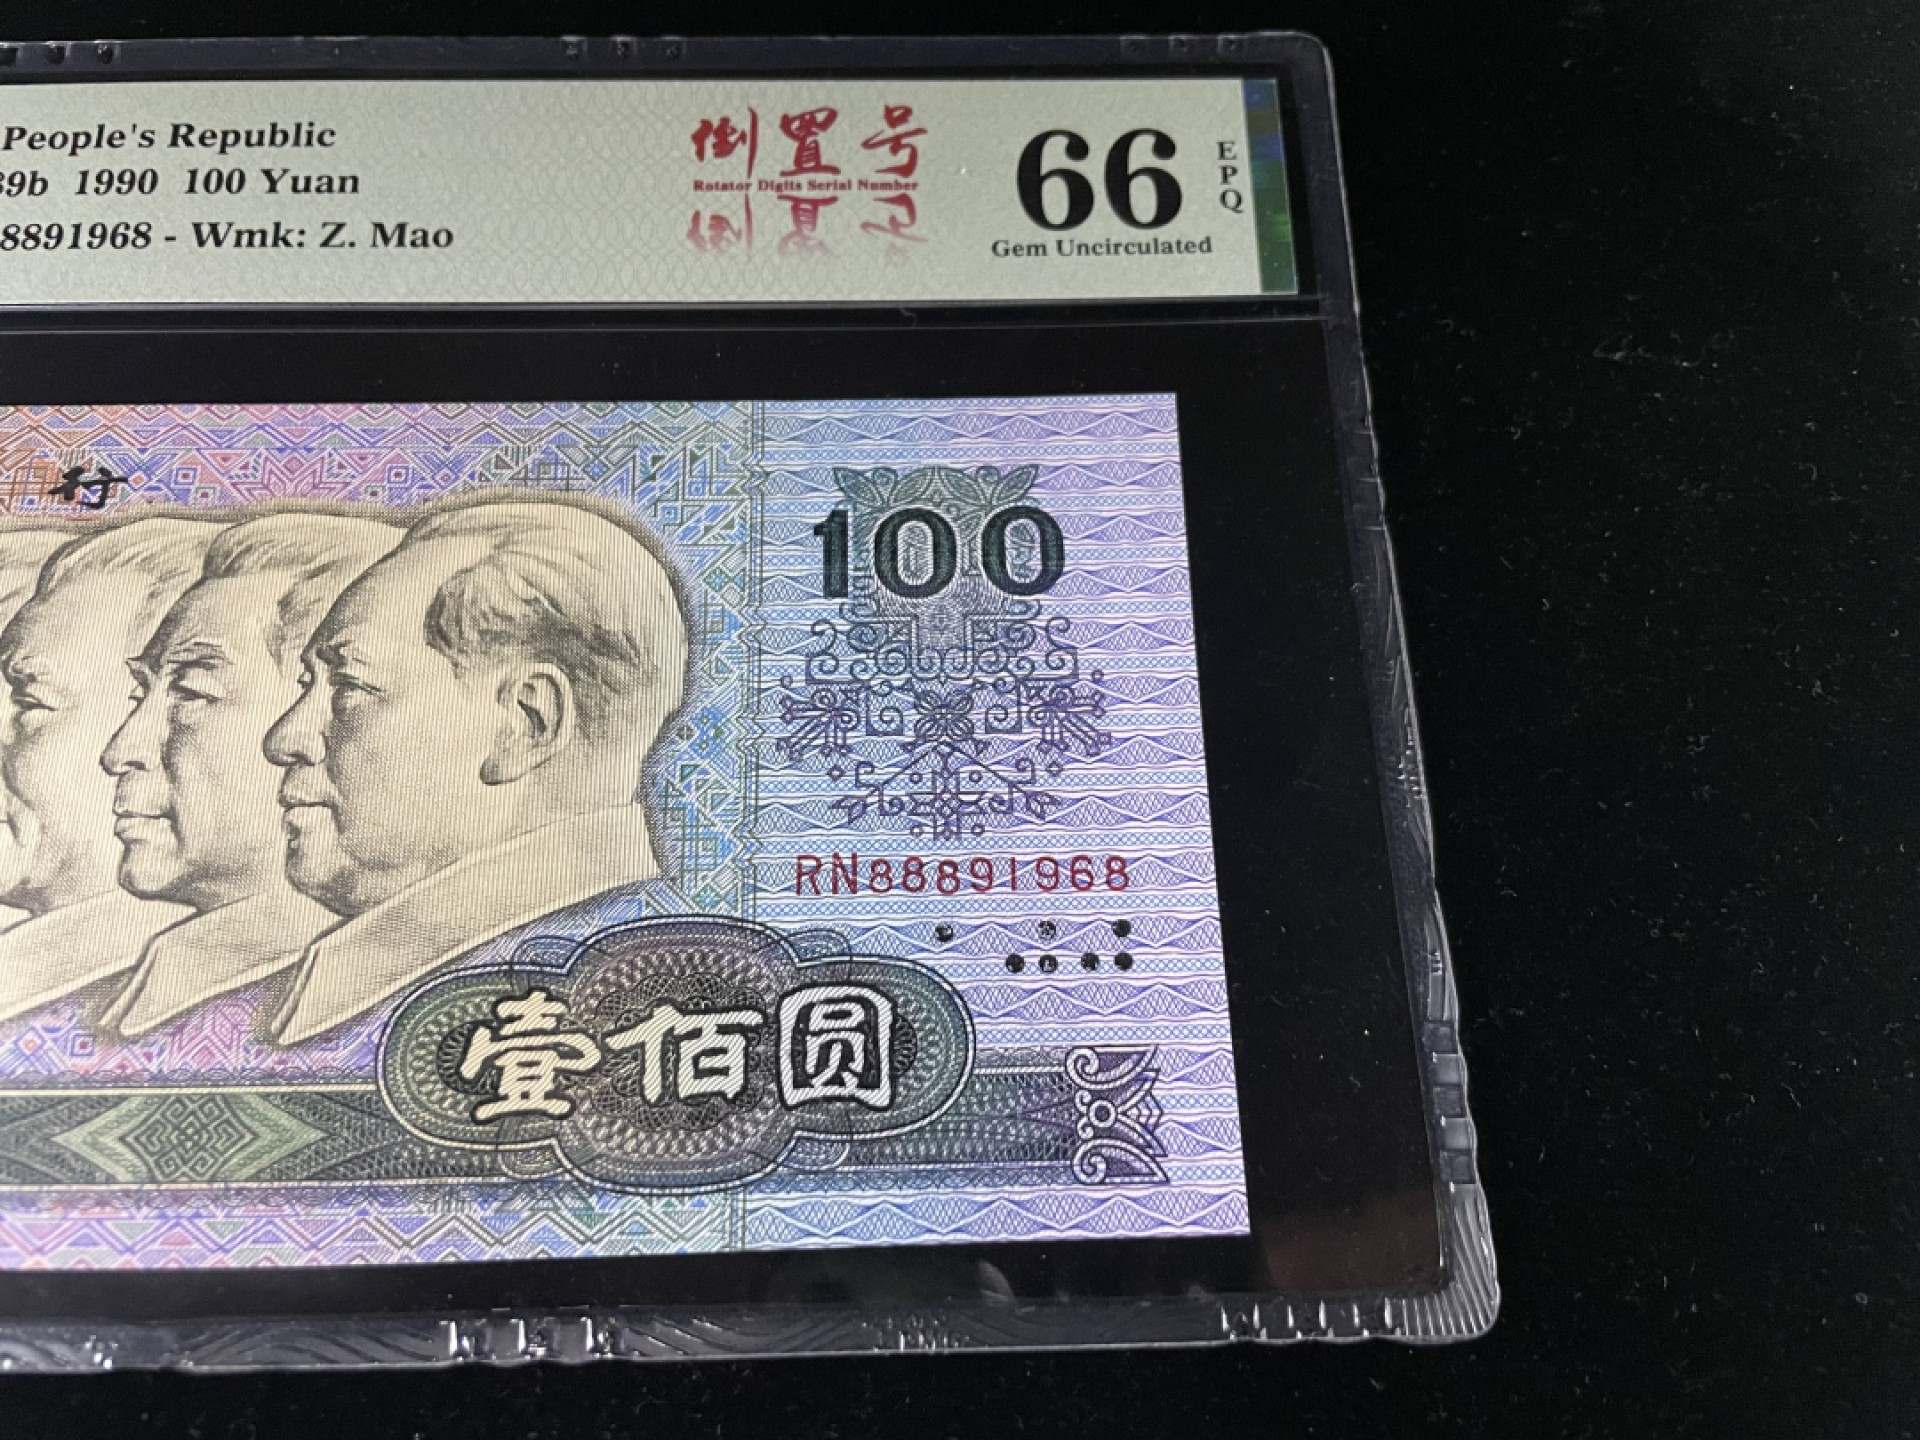 People's Republic
39b 1990 100 Yuan
8891968 - Wmk: Z. Mao
倒置号
Rotator Digits Serial Number
66
EPQ
Gem Uncirculated
行
100
RN88891968
壹佰圆